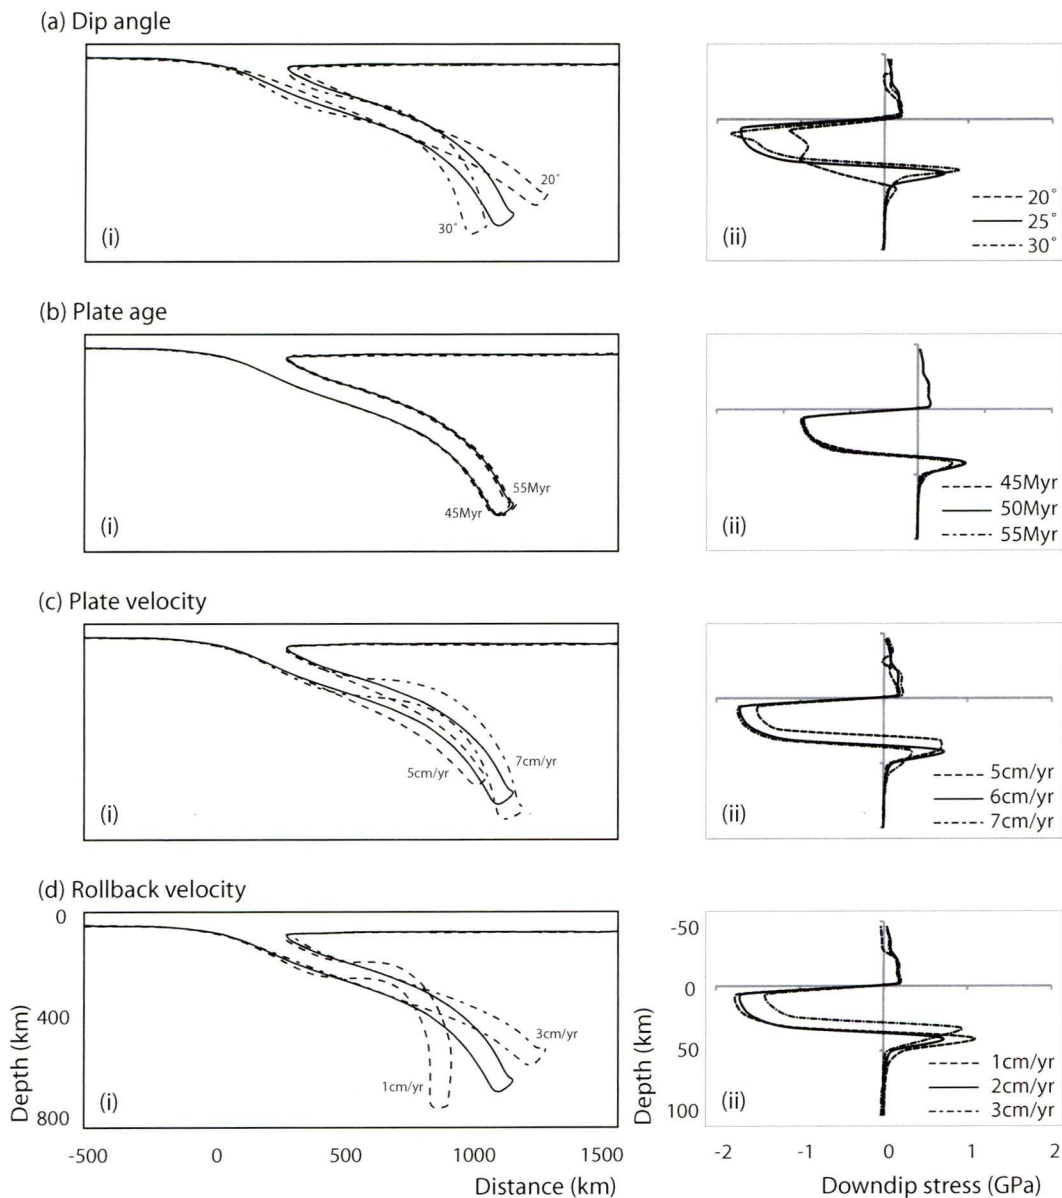 (a) Dip angle
20°
30°
(i)
(ii)
20°
25°
30°
(b) Plate age
55Myr
45Myr
(i)
(ii)
45Myr
50Myr
55Myr
(c) Plate velocity
7cm/yr
5cm/yr
(i)
(ii)
5cm/yr
6cm/yr
7cm/yr
(d) Rollback velocity
0
400
800
Depth (km)
3cm/yr
1cm/yr
(i)
-500 0 500 1000 1500
Distance (km)
-50
0
50
100
Depth (km)
(ii)
1cm/yr
2cm/yr
3cm/yr
-2 -1 0 1 2
Downdip stress (GPa)